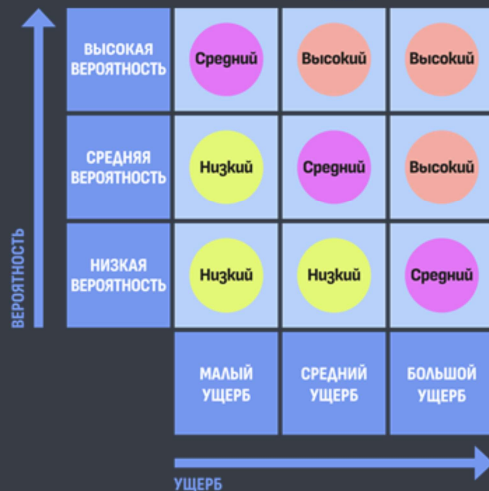 ВЫСОКАЯ
ВЕРОЯТНОСТЬ
Средний
Высокий
Высокий
СРЕДНЯЯ
ВЕРОЯТНОСТЬ
Низкий
Средний
Высокий
НИЗКАЯ
ВЕРОЯТНОСТЬ
Низкий
Низкий
Средний
ВЕРОЯТНОСТЬ
МАЛЫЙ
УЩЕРБ
СРЕДНИЙ
УЩЕРБ
БОЛЬШОЙ
УЩЕРБ
УЩЕРБ